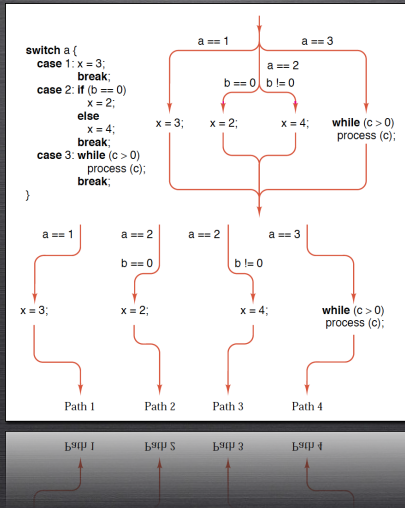 switch a {
case 1: x = 3;
break;
case 2: if (b == 0)
x = 2;
else
x = 4;
break;
case 3: while (c > 0)
process (c);
break;
}
a == 1
a == 3
a == 2
b == 0
b != 0
x = 3;
x = 2;
x = 4;
while (c > 0)
process (c);
a == 1
a == 2
a == 2
a == 3
b == 0
b != 0
x = 3;
x = 2;
x = 4;
while (c > 0)
process (c);
Path 1
Path 2
Path 3
Path 4